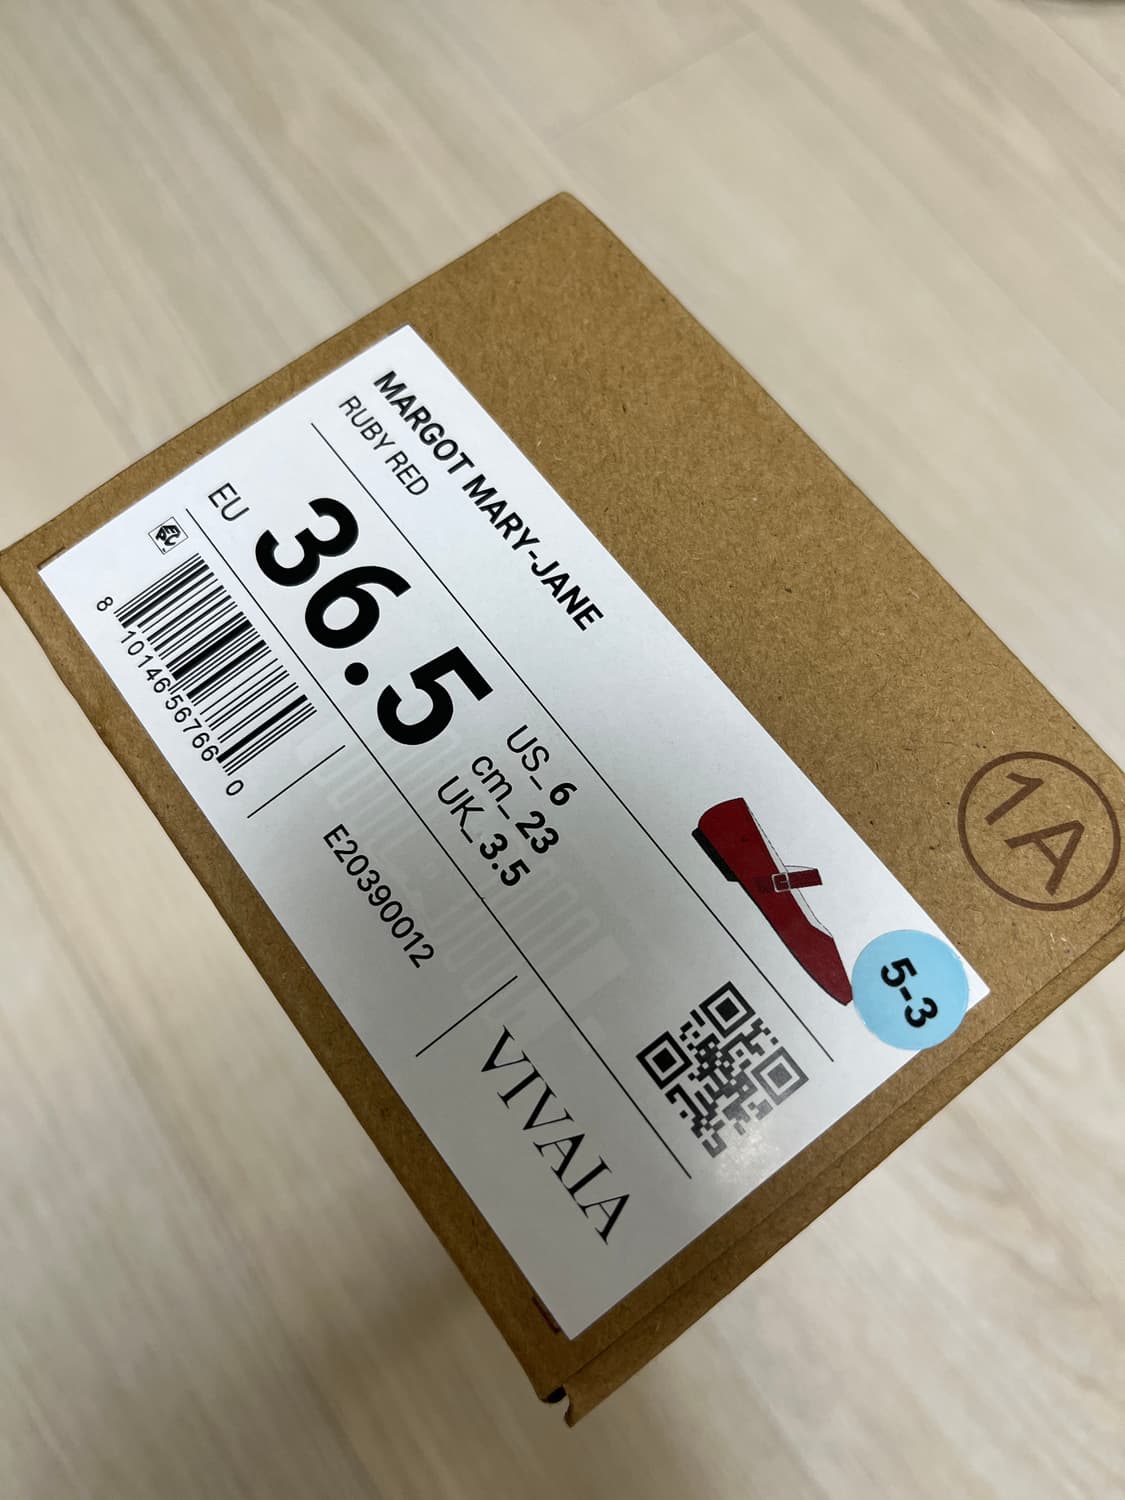 MARGOT MARY-JANE
RUBY RED
EU
36.5
US_6
cm_23
UK_3.5
8 10146 56766 0
E20390012
VIVAIA
5-3
1A